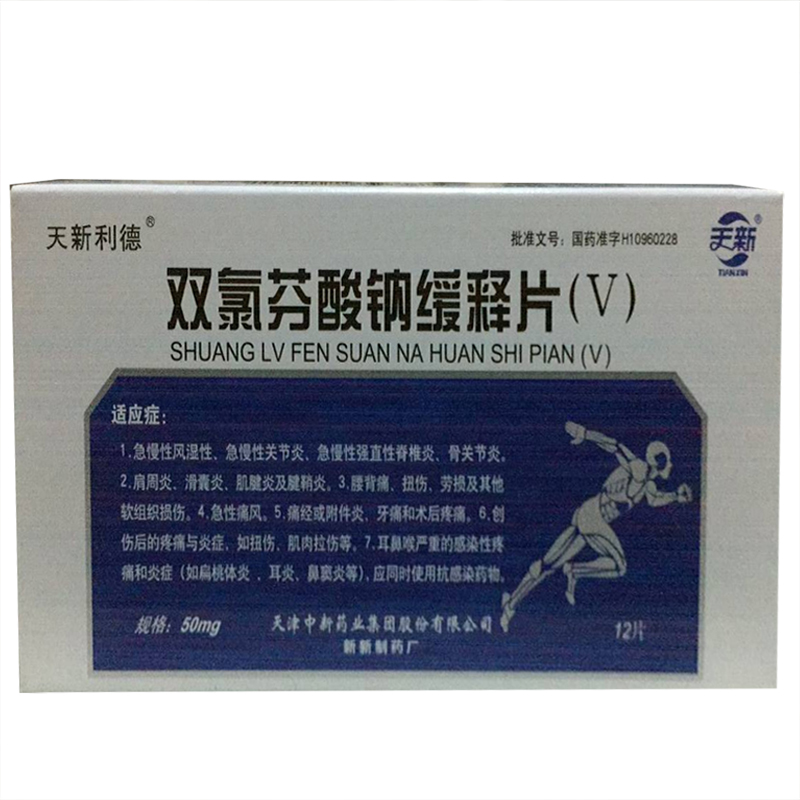 天新利德®
批准文号：国药准字H10960228
天新®
TIANXIN
双氯芬酸钠缓释片(V)
SHUANG LV FEN SUAN NA HUAN SHI PIAN (V)
适应症：
1.急慢性风湿性、急慢性关节炎、急慢性强直性脊椎炎、骨关节炎。
2.肩周炎、滑囊炎、肌腱炎及腱鞘炎。3.腰背痛、扭伤、劳损及其他
软组织损伤。4.急性痛风。5.痛经或附件炎、牙痛和术后疼痛。6.创
伤后的疼痛与炎症，如扭伤、肌肉拉伤等。7.耳鼻喉严重的感染性疼
痛和炎症（如扁桃体炎、耳炎、鼻窦炎等），应同时使用抗感染药物。
规格：50mg
天津中新药业集团股份有限公司
新新制药厂
12片